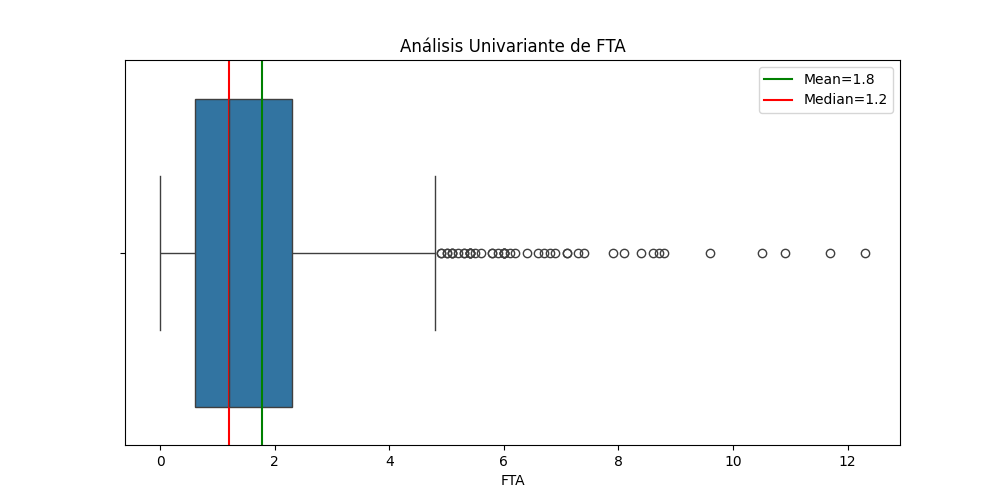 Análisis Univariante de FTA
Mean=1.8
Median=1.2
0 2 4 6 8 10 12
FTA